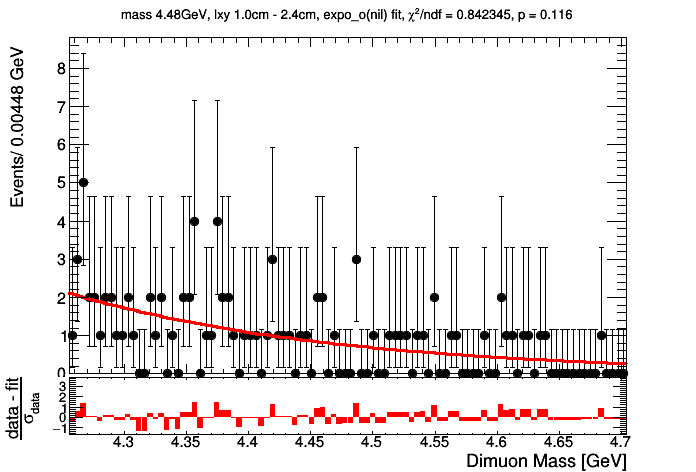 mass 4.48GeV, lxy 1.0cm - 2.4cm, expo_o(nil) fit, χ²/ndf = 0.842345, p = 0.116
Events/ 0.00448 GeV
8
7
6
5
4
3
2
1
0
data - fit
σdata
3
2
1
0
−1
4.3 4.35 4.4 4.45 4.5 4.55 4.6 4.65 4.7
Dimuon Mass [GeV]